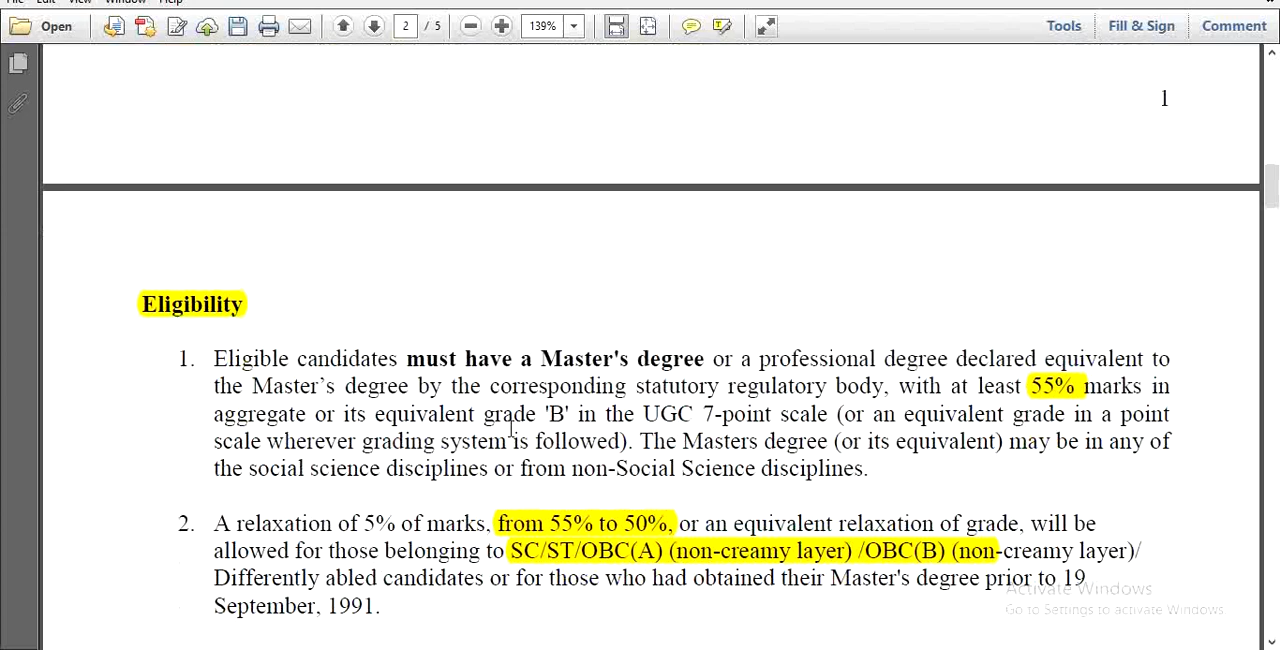 File Edit View Window Help
Open 2 / 5 139% Tools Fill & Sign Comment
1
Eligibility
1. Eligible candidates must have a Master's degree or a professional degree declared equivalent to
the Master’s degree by the corresponding statutory regulatory body, with at least 55% marks in
aggregate or its equivalent grade 'B' in the UGC 7-point scale (or an equivalent grade in a point
scale wherever grading system is followed). The Masters degree (or its equivalent) may be in any of
the social science disciplines or from non-Social Science disciplines.
2. A relaxation of 5% of marks, from 55% to 50%, or an equivalent relaxation of grade, will be
allowed for those belonging to SC/ST/OBC(A) (non-creamy layer) /OBC(B) (non-creamy layer)/
Differently abled candidates or for those who had obtained their Master's degree prior to 19
September, 1991.
Activate Windows
Go to Settings to activate Windows